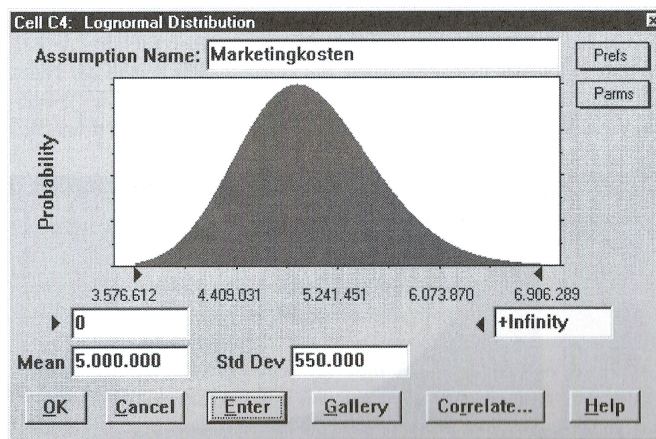 Cell C4: Lognormal Distribution
Assumption Name: Marketingkosten
Prefs
Parms
Probability
3.576.612 4.409.031 5.241.451 6.073.870 6.906.289
0 +Infinity
Mean 5.000.000 Std Dev 550.000
OK Cancel Enter Gallery Correlate... Help